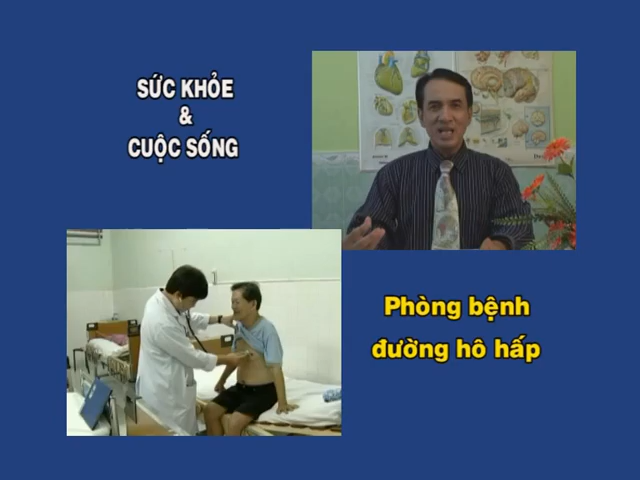 SỨC KHỎE
&
CUỘC SỐNG
Phòng bệnh
đường hô hấp